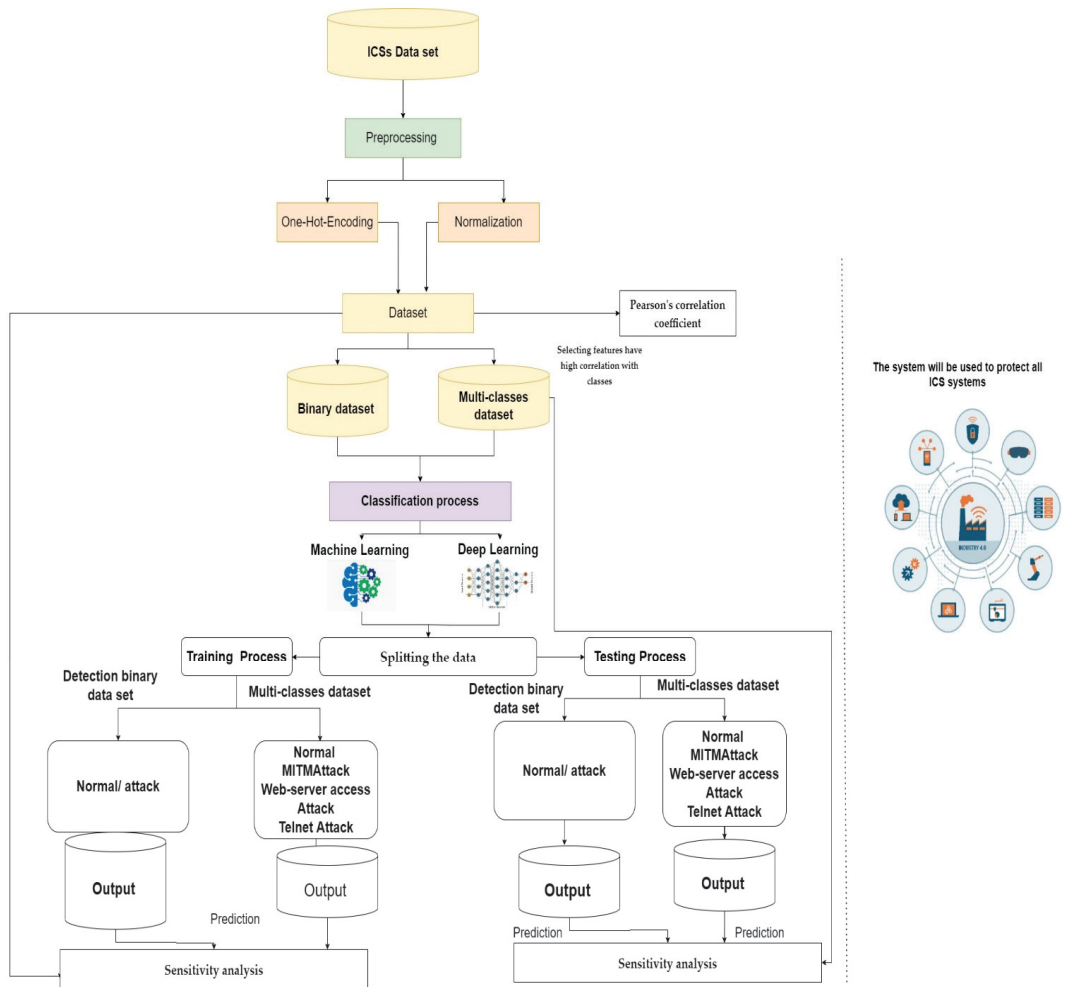 ICSs Data set
Preprocessing
One-Hot-Encoding
Normalization
Dataset
Pearson's correlation
coefficient
Selecting features have
high correlation with
classes
Binary dataset
Multi-classes
dataset
Classification process
Machine Learning
Deep Learning
Training Process
Splitting the data
Testing Process
Detection binary
data set
Multi-classes dataset
Detection binary
data set
Multi-classes dataset
Normal/ attack
Normal
MITMAttack
Web-server access
Attack
Telnet Attack
Normal/ attack
Normal
MITMAttack
Web-server access
Attack
Telnet Attack
Output
Output
Output
Output
Prediction
Prediction
Prediction
Sensitivity analysis
Sensitivity analysis
The system will be used to protect all
ICS systems
INDUSTRY 4.0